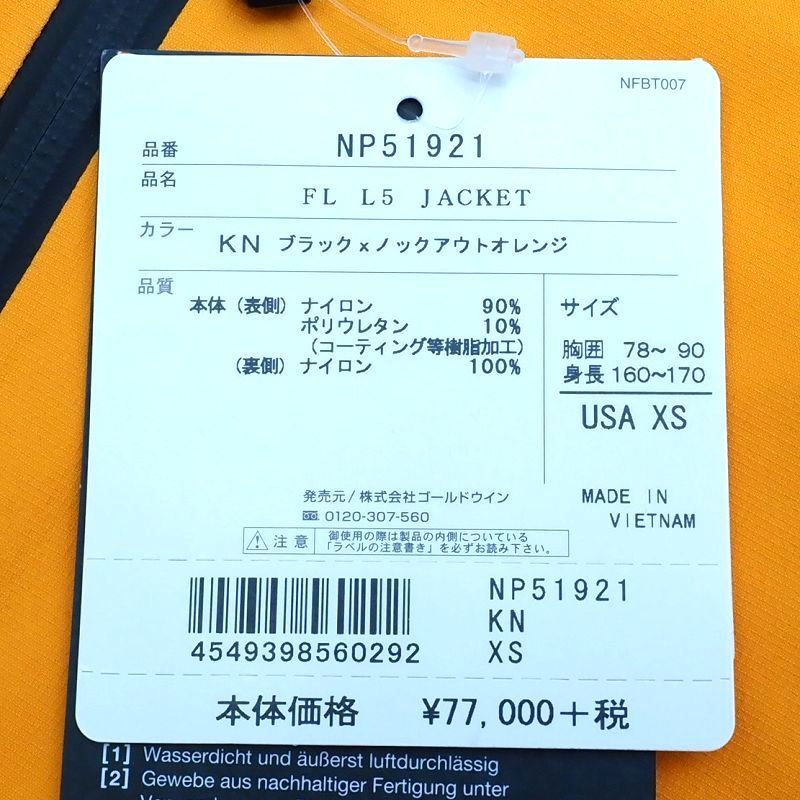 NFBT007
品番 NP51921
品名 FL L5 JACKET
カラー KN ブラックxノックアウトオレンジ
品質
本体(表側) ナイロン 90%
ポリウレタン 10%
(コーティング等樹脂加工)
(裏側) ナイロン 100%
サイズ
胸囲 78~ 90
身長 160~170
USA XS
発売元/株式会社ゴールドウイン
0120-307-560
注意
御使用の際は製品の内側についている
「ラベルの注意書き」を必ずお読み下さい。
MADE IN
VIETNAM
4549398560292
NP51921
KN
XS
本体価格 ¥77,000+税
[1] Wasserdicht und äußerst luftdurchlässig
[2] Gewebe aus nachhaltiger Fertigung unter